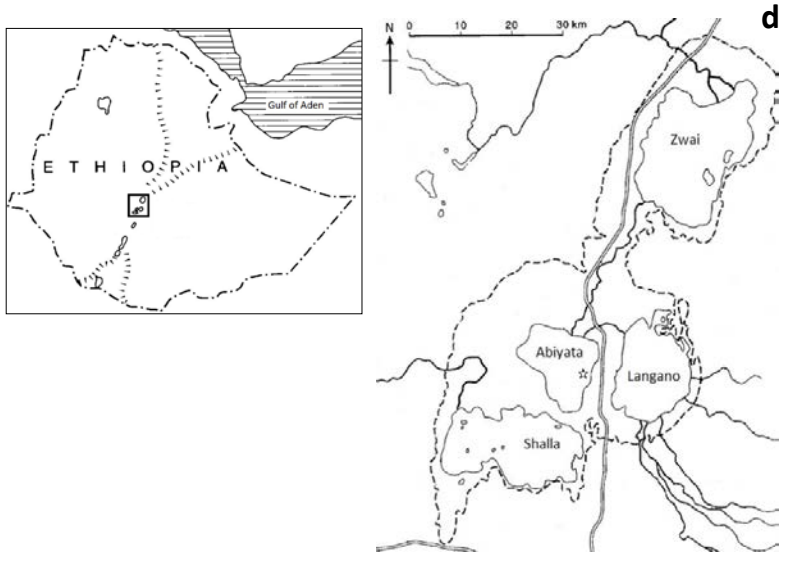 d
N
0 10 20 30 km
Gulf of Aden
ETHIOPIA
Zwai
Abiyata
Langano
Shalla